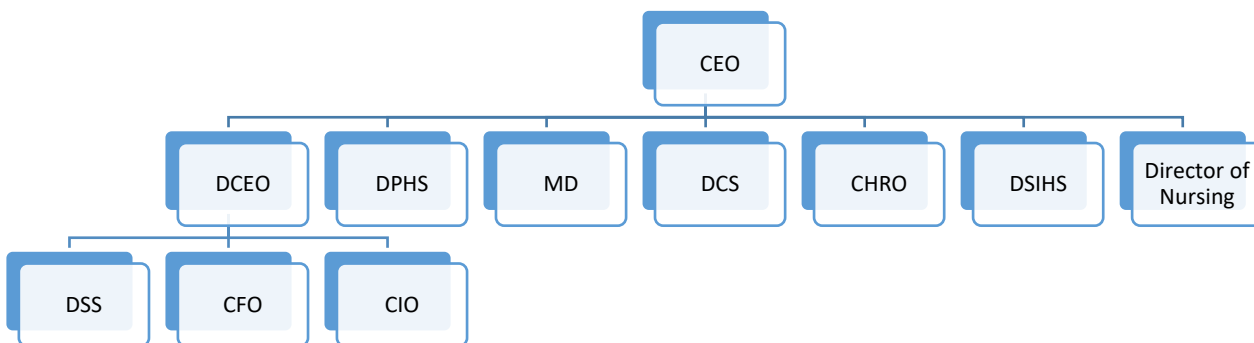 CEO
DCEO
DPHS
MD
DCS
CHRO
DSIHS
Director of
Nursing
DSS
CFO
CIO